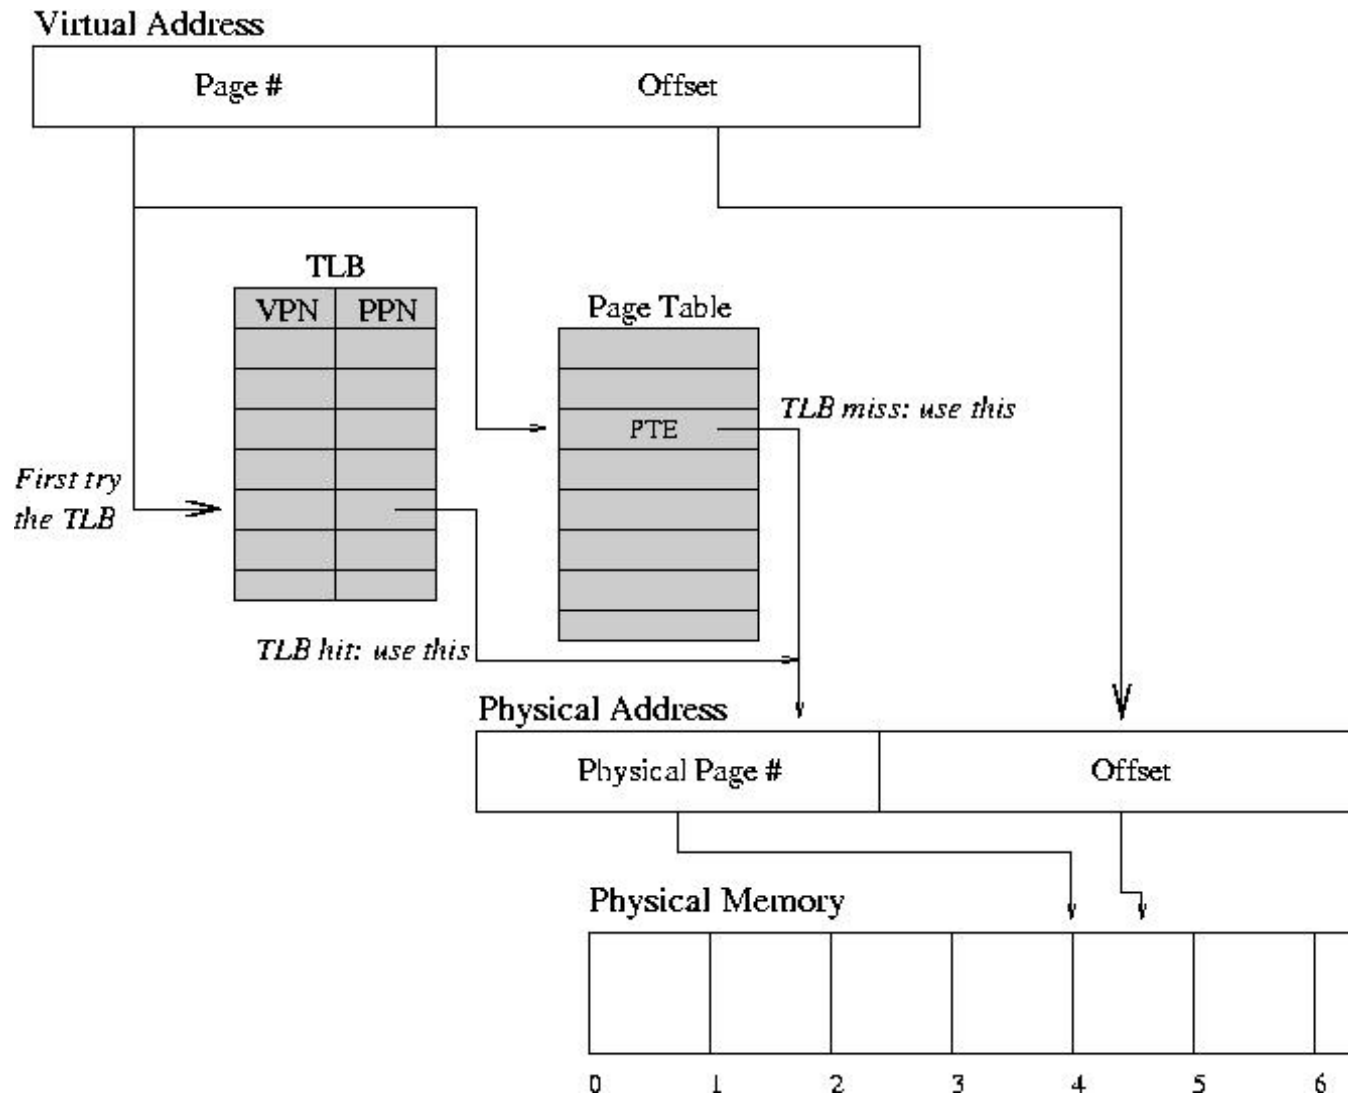 Virtual Address
Page #
Offset
TLB
VPN
PPN
Page Table
TLB miss: use this
PTE
First try
the TLB
TLB hit: use this
Physical Address
Physical Page #
Offset
Physical Memory
0
1
2
3
4
5
6